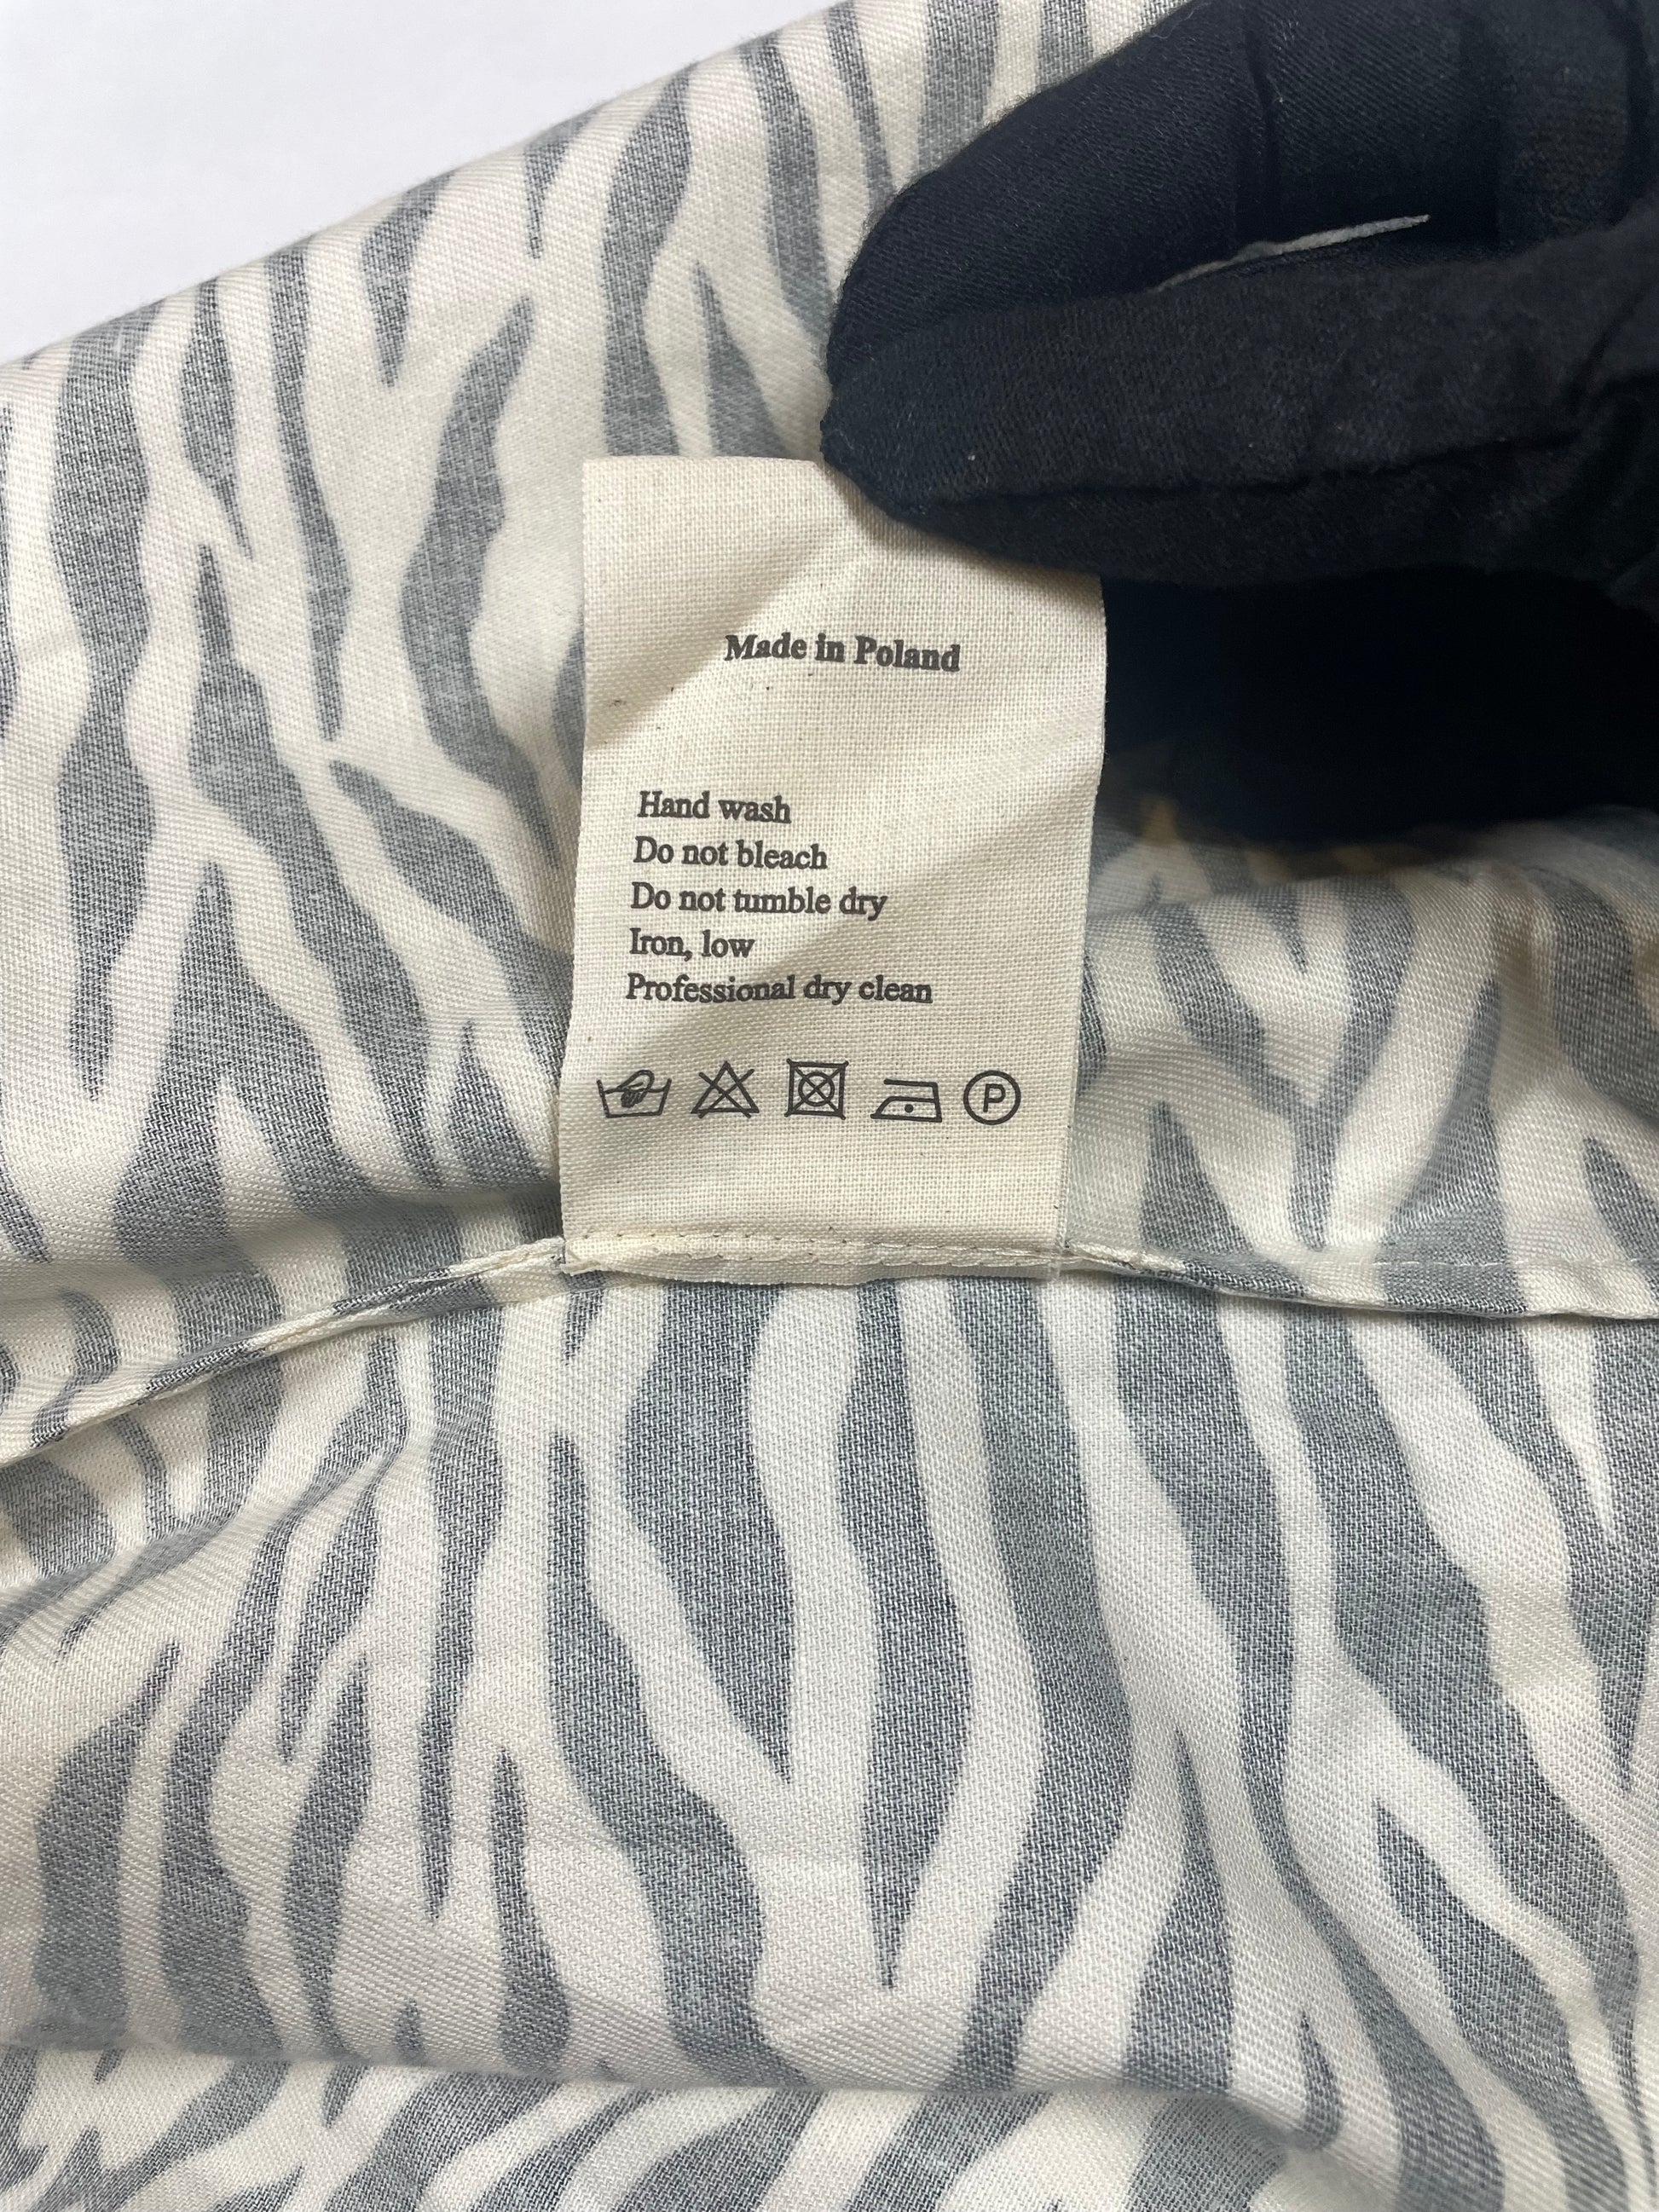 Made in Poland
Hand wash
Do not bleach
Do not tumble dry
Iron, low
Professional dry clean
P